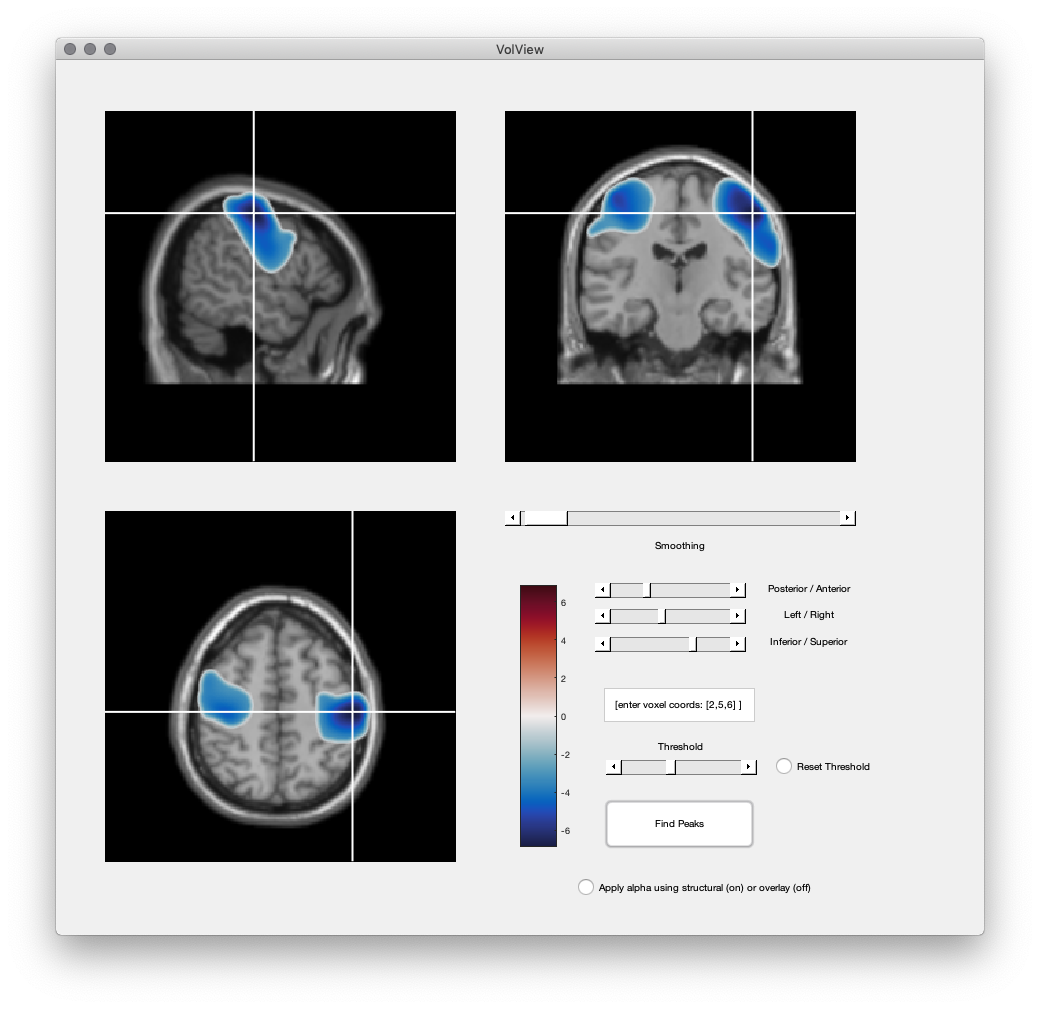 VolView
Smoothing
Posterior / Anterior
Left / Right
Inferior / Superior
6
4
2
0
-2
-4
-6
[enter voxel coords: [2,5,6] ]
Threshold
Reset Threshold
Find Peaks
Apply alpha using structural (on) or overlay (off)